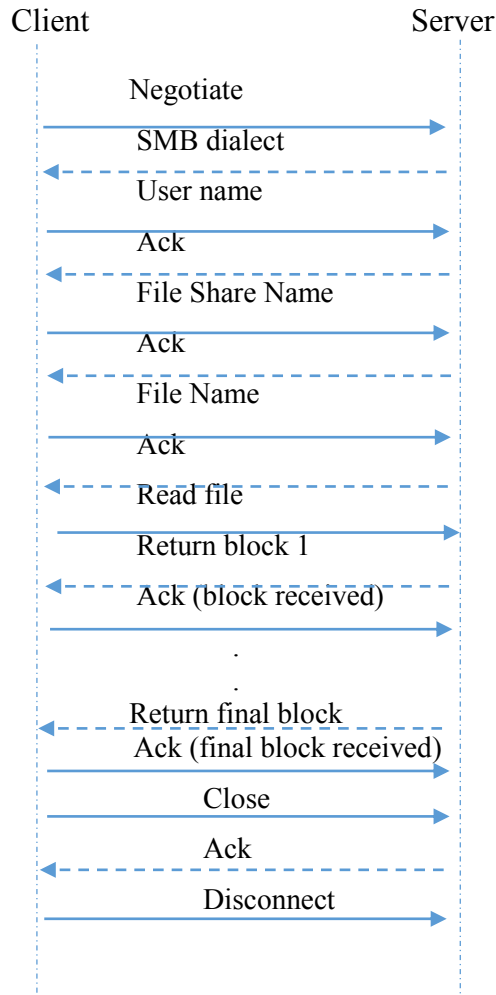 Client Server
Negotiate
SMB dialect
User name
Ack
File Share Name
Ack
File Name
Ack
Read file
Return block 1
Ack (block received)
.
.
Return final block
Ack (final block received)
Close
Ack
Disconnect